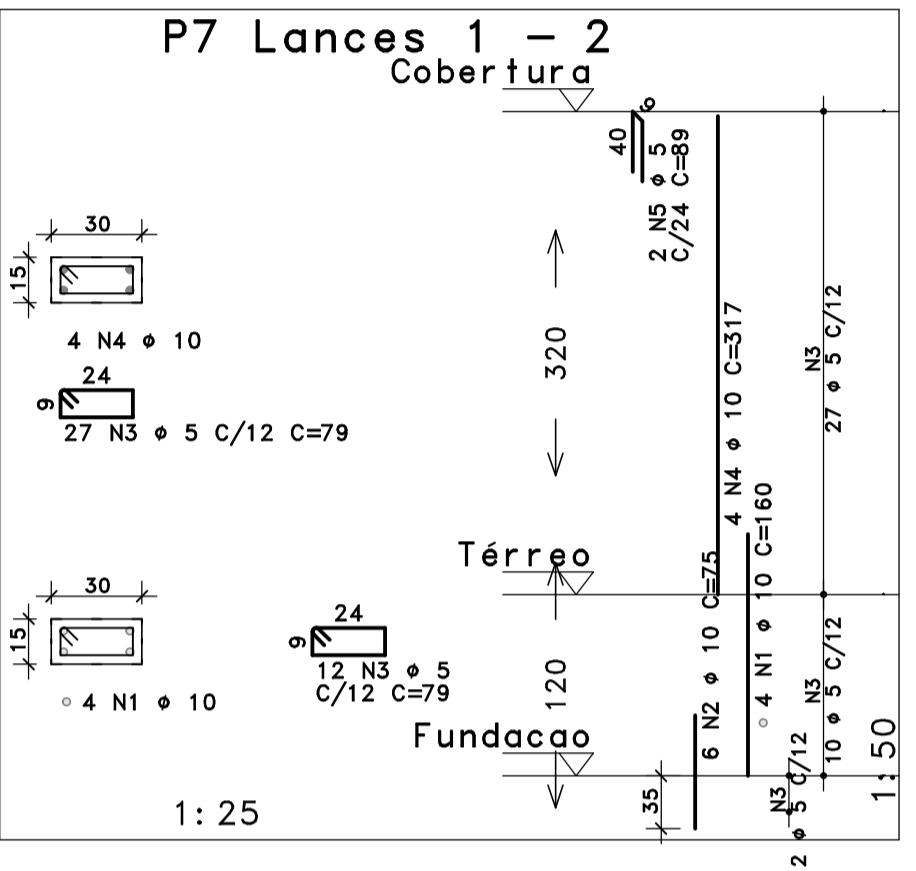 P7 Lances 1 - 2
Cobertura
40
6
2 N5 φ 5
C/24 C=89
30
15
4 N4 φ 10
24
9
27 N3 φ 5 C/12 C=79
320
4 N4 φ 10 C=317
N3
27 φ 5 C/12
Térreo
30
15
4 N1 φ 10
24
9
12 N3 φ 5
C/12 C=79
120
6 N2 φ 10 C=75
4 N1 φ 10 C=160
N3
10 φ 5 C/12
Fundacao
35
N3
2 φ 5 C/12
1:25
1:50